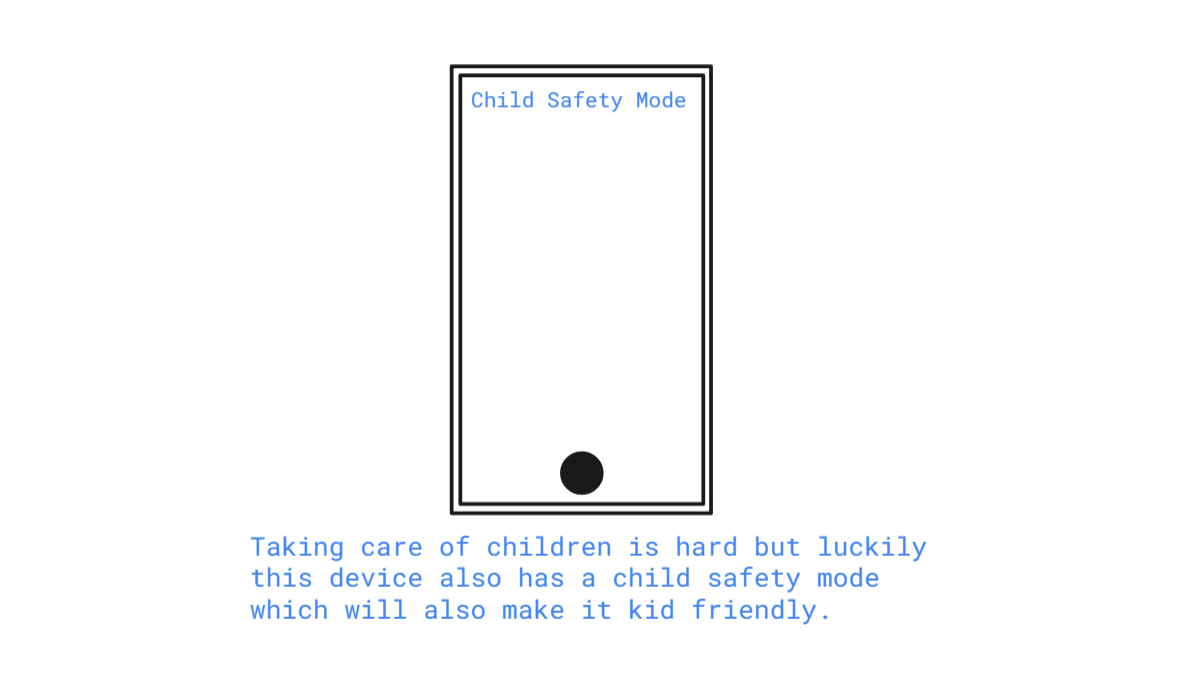 Child Safety Mode
Taking care of children is hard but luckily
this device also has a child safety mode
which will also make it kid friendly.